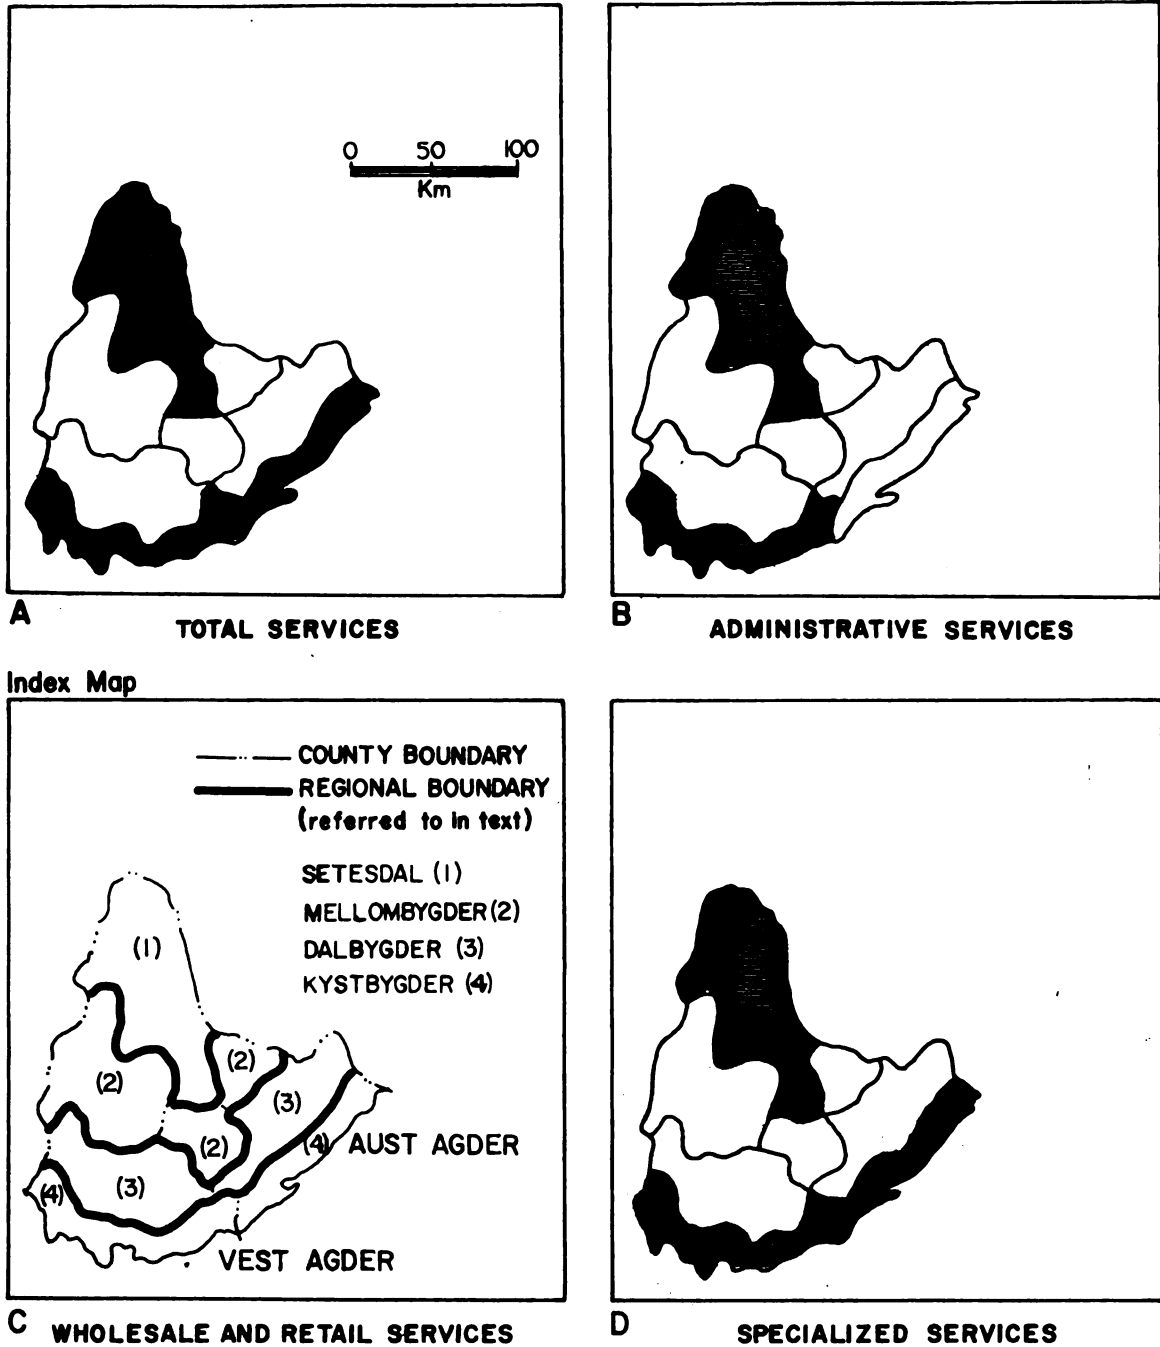 0 50 100
Km
A
TOTAL SERVICES
B
ADMINISTRATIVE SERVICES
Index Map
COUNTY BOUNDARY
REGIONAL BOUNDARY
(referred to in text)
SETESDAL (1)
MELLOMBYGDER (2)
DALBYGDER (3)
KYSTBYGDER (4)
(1)
(2)
(2)
(3)
(2)
(4) AUST AGDER
(4)
(3)
VEST AGDER
C
WHOLESALE AND RETAIL SERVICES
D
SPECIALIZED SERVICES